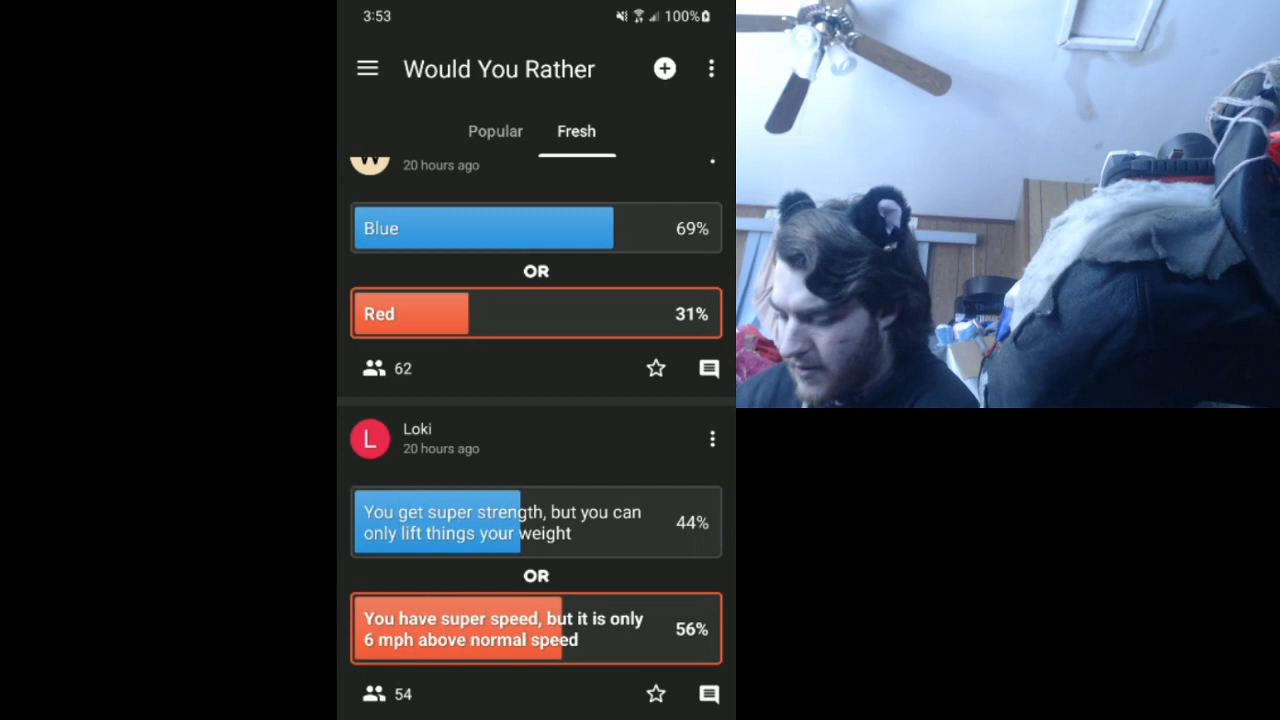 3:53
100%
Would You Rather
Popular
Fresh
20 hours ago
Blue
69%
OR
Red
31%
62
L
Loki
20 hours ago
You get super strength, but you can
only lift things your weight
44%
OR
You have super speed, but it is only
6 mph above normal speed
56%
54